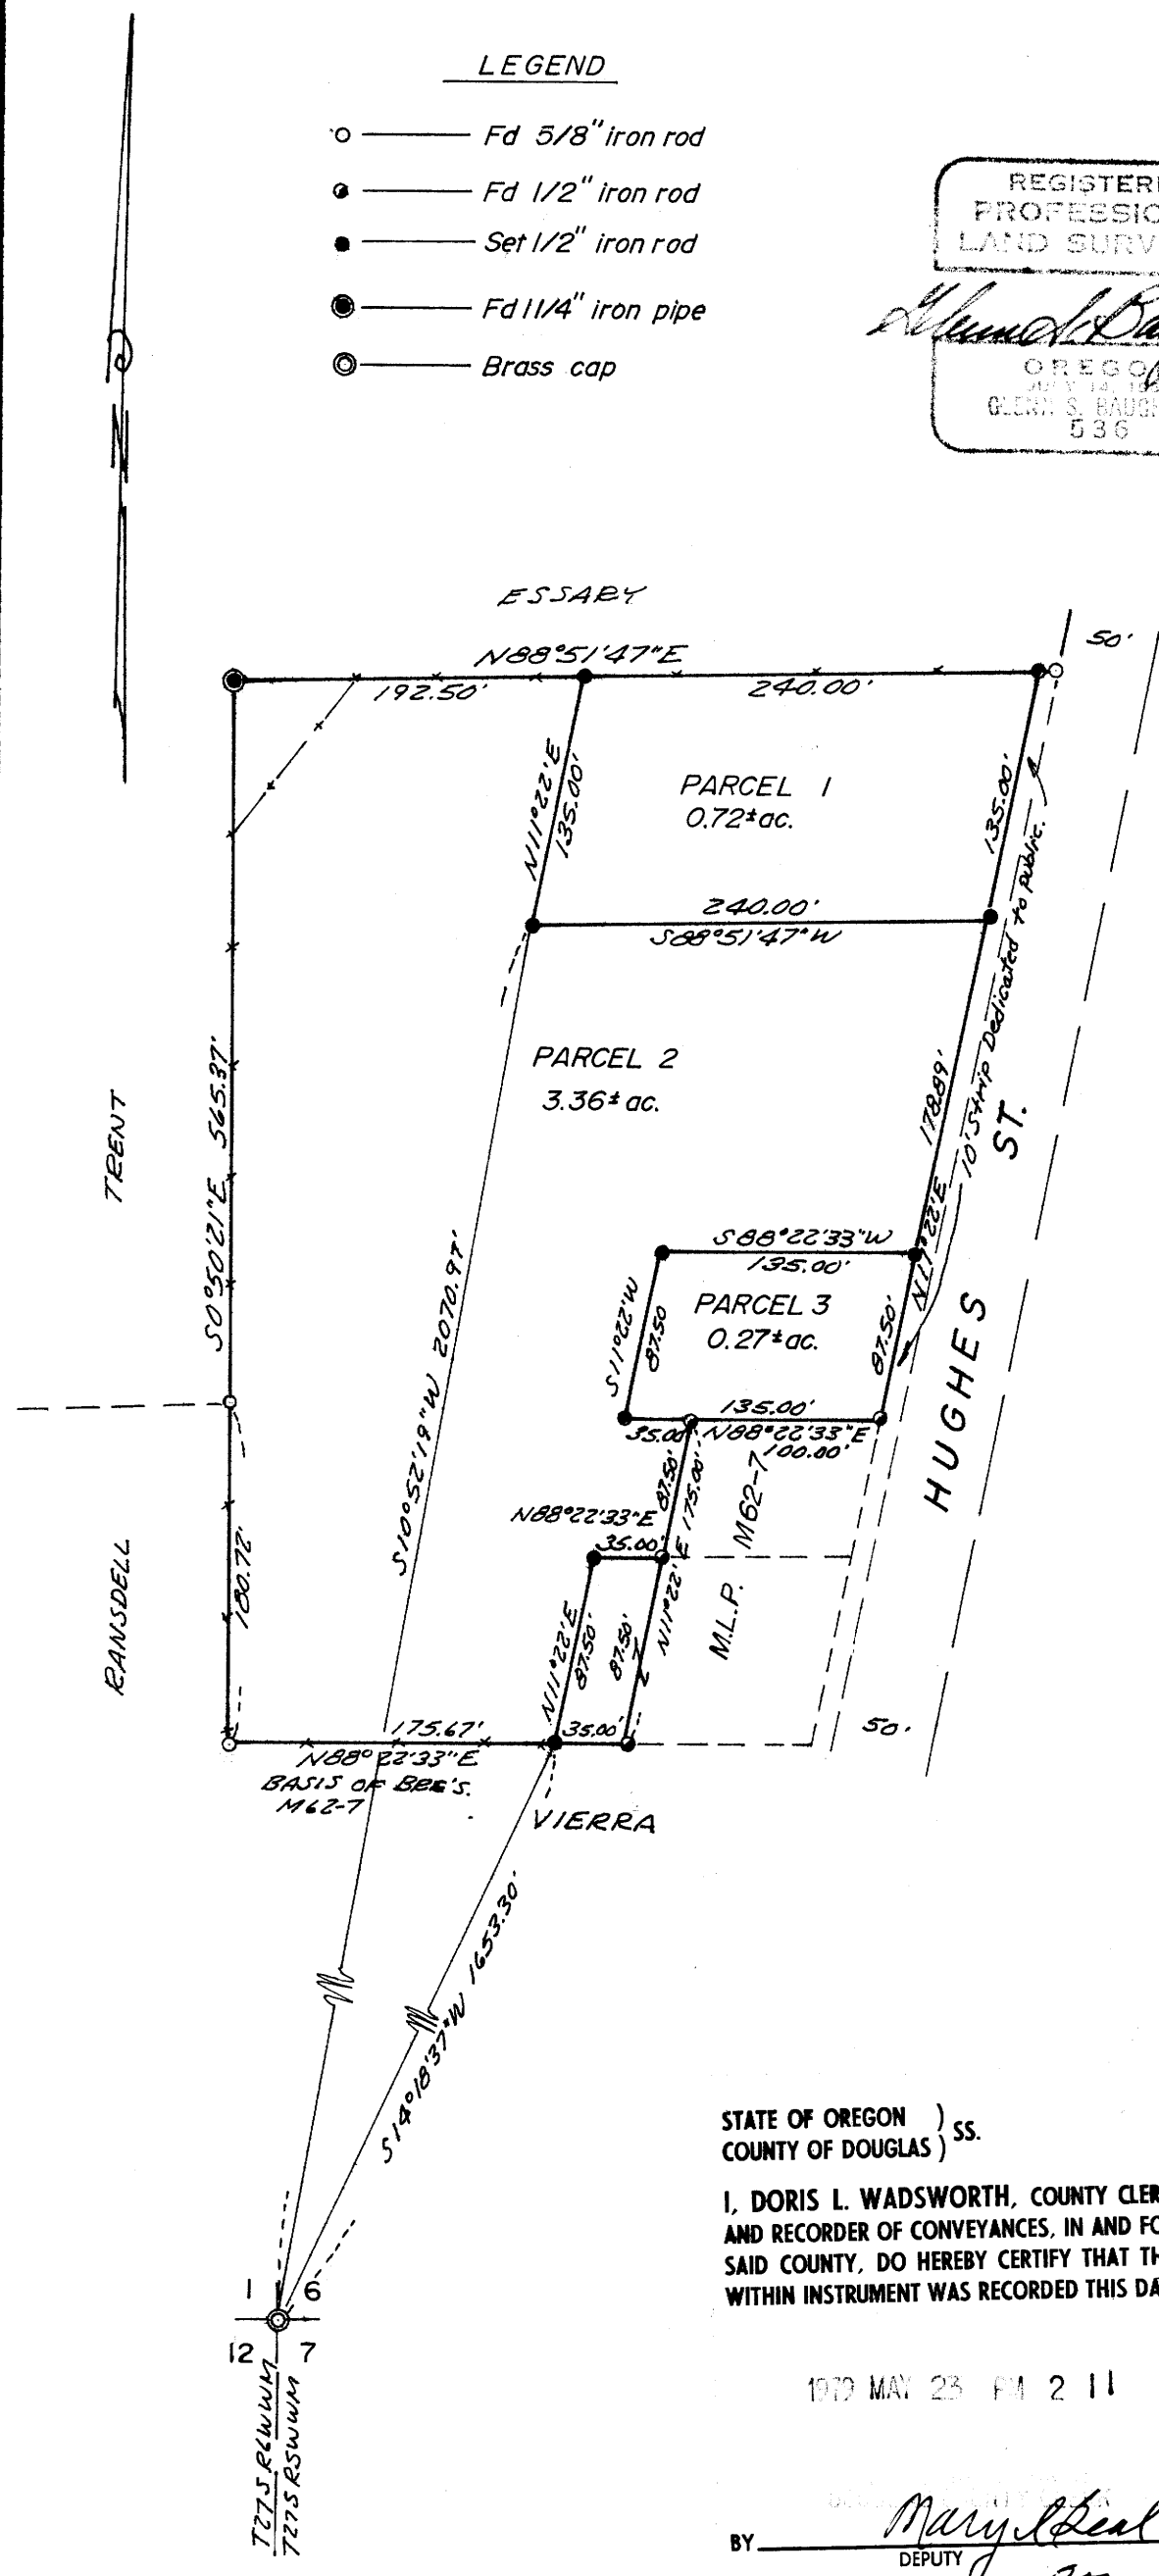 LEGEND
Fd 5/8" iron rod
Fd 1/2" iron rod
Set 1/2" iron rod
Fd 1 1/4" iron pipe
Brass cap
REGISTERE
PROFESSIO
LAND SURV
OREGO
JULY 14,
GLENN S. BAUGH
536
N
ESSARY
50'
N88°51'47"E
192.50'
240.00'
N11°22'E
135.00'
PARCEL 1
0.72±ac.
135.00'
240.00'
S88°51'47"W
10' Strip Dedicated to public.
PARCEL 2
3.36± ac.
178.89'
N11°22'E
TRENT
S0°50'21"E 565.37'
S10°52'19"W 2070.97'
ST.
HUGHES
S88°22'33"W
135.00'
PARCEL 3
0.27±ac.
S11°22'W
87.50
87.50'
135.00'
35.00'
N88°22'33"E
100.00'
87.50'
N11°22'E 175.00'
M62-7
M.L.P.
N88°22'33"E
35.00'
RANSDELL
180.72'
N11°22'E
87.50'
87.50'
175.67'
35.00'
50'
N88°22'33"E
BASIS OF BRG'S.
M62-7
VIERRA
S14°18'37"W 1653.30'
1 6
12 7
T27S R6WWM
T27S R5WWM
STATE OF OREGON ) SS.
COUNTY OF DOUGLAS )
I, DORIS L. WADSWORTH, COUNTY CLER
AND RECORDER OF CONVEYANCES, IN AND FO
SAID COUNTY, DO HEREBY CERTIFY THAT TH
WITHIN INSTRUMENT WAS RECORDED THIS DA
1979 MAY 23 PM 2 11
BY Mary
DEPUTY